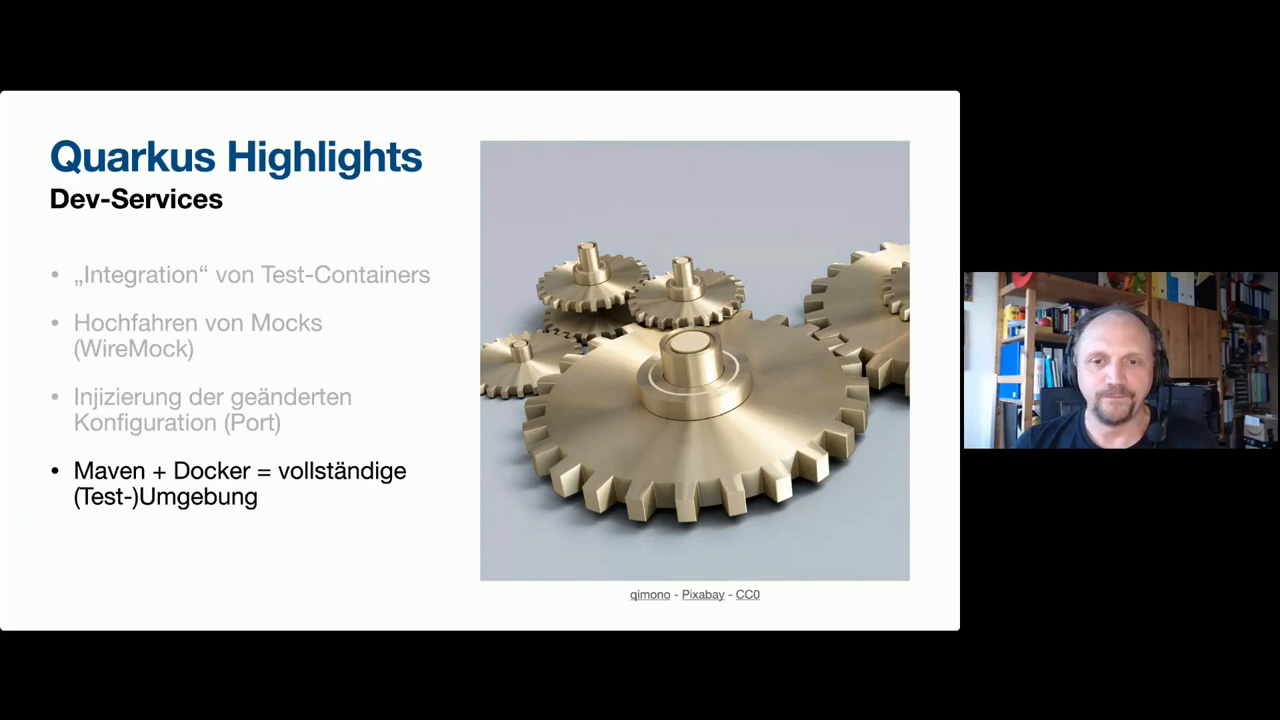 Quarkus Highlights
Dev-Services
• „Integration“ von Test-Containers
• Hochfahren von Mocks
(WireMock)
• Injizierung der geänderten
Konfiguration (Port)
• Maven + Docker = vollständige
(Test-)Umgebung
qimono - Pixabay - CC0